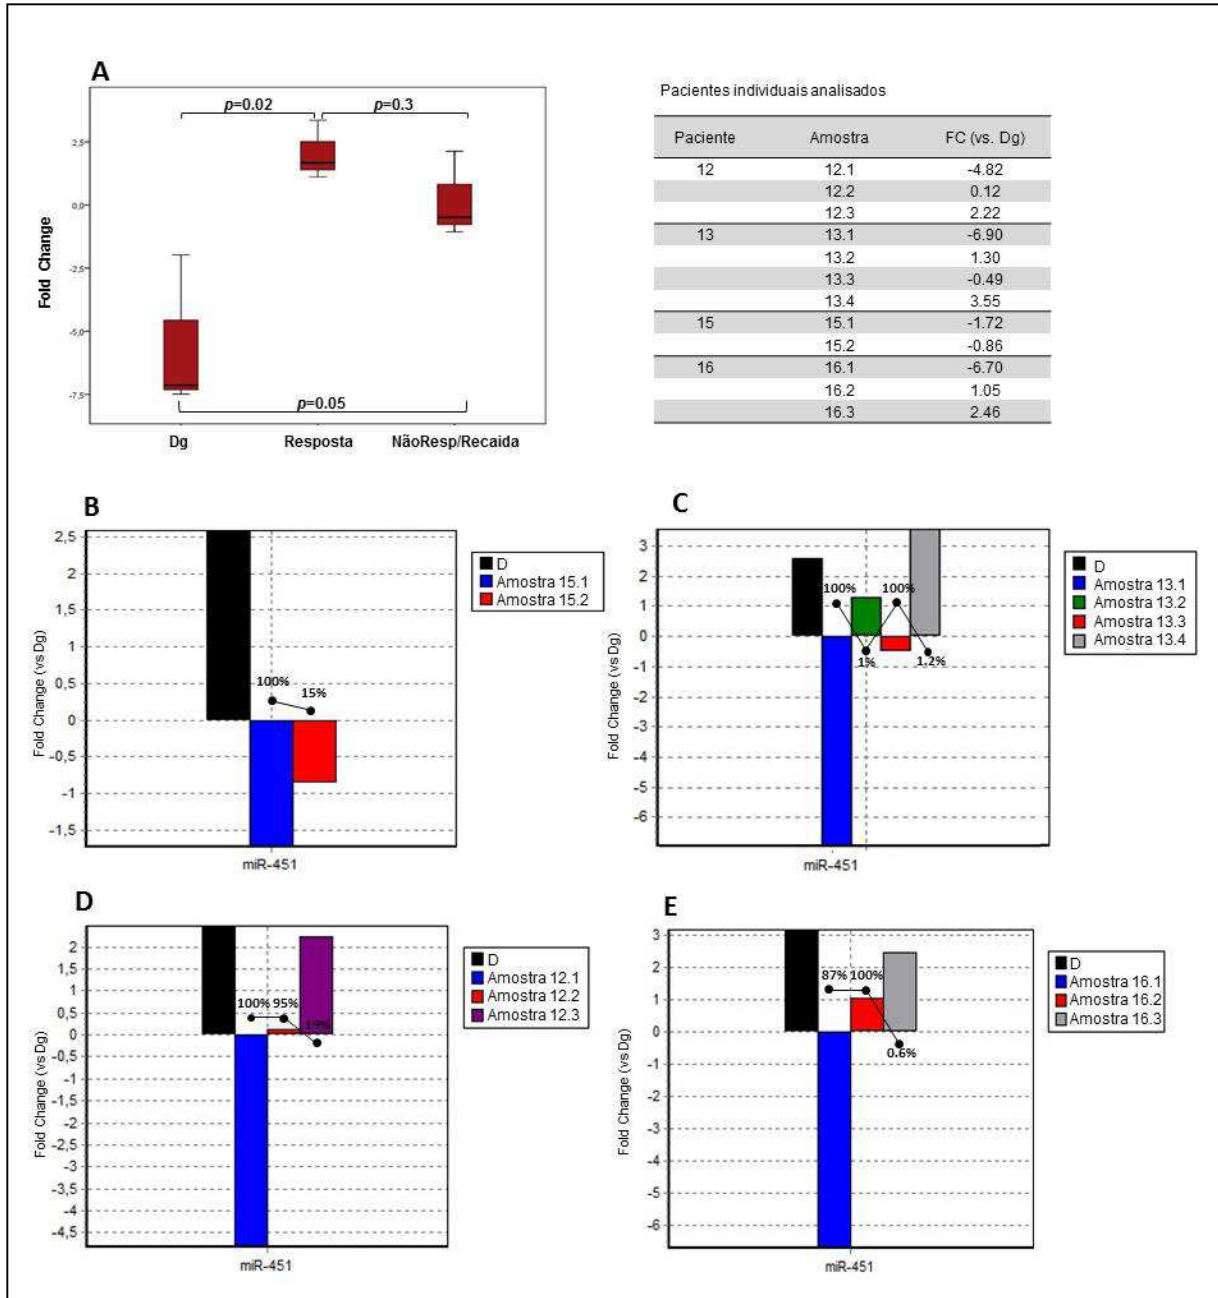 A
p=0.02
p=0.3
2,5
0,0
-2,5
-5,0
-7,5
Fold Change
p=0.05
Dg Resposta NãoResp/Recaida
Pacientes individuais analisados
Paciente Amostra FC (vs. Dg)
12 12.1 -4.82
12.2 0.12
12.3 2.22
13 13.1 -6.90
13.2 1.30
13.3 -0.49
13.4 3.55
15 15.1 -1.72
15.2 -0.86
16 16.1 -6.70
16.2 1.05
16.3 2.46
B
2,5
2
1,5
1
0,5
0
-0,5
-1
-1,5
Fold Change (vs Dg)
100%
15%
miR-451
D
Amostra 15.1
Amostra 15.2
C
3
2
1
0
-1
-2
-3
-4
-5
-6
Fold Change (vs Dg)
100%
1%
100%
1.2%
miR-451
D
Amostra 13.1
Amostra 13.2
Amostra 13.3
Amostra 13.4
D
2
1,5
1
0,5
0
-0,5
-1
-1,5
-2
-2,5
-3
-3,5
-4
-4,5
Fold Change (vs Dg)
100% 95%
19%
miR-451
D
Amostra 12.1
Amostra 12.2
Amostra 12.3
E
3
2
1
0
-1
-2
-3
-4
-5
-6
Fold Change (vs Dg)
87% 100%
0.6%
miR-451
D
Amostra 16.1
Amostra 16.2
Amostra 16.3